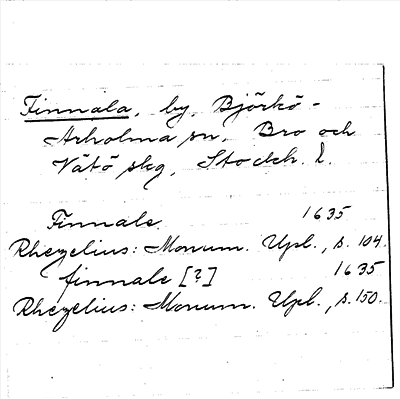 Finnala, by, Björkö-
Arholma sn, Bro och
Vätö skg, Stockh. l.
Finnale. 1635
Rhezelius: Monum. Upl., s. 104.
finnale [?] 1635
Rhezelius: Monum. Upl., s. 150.